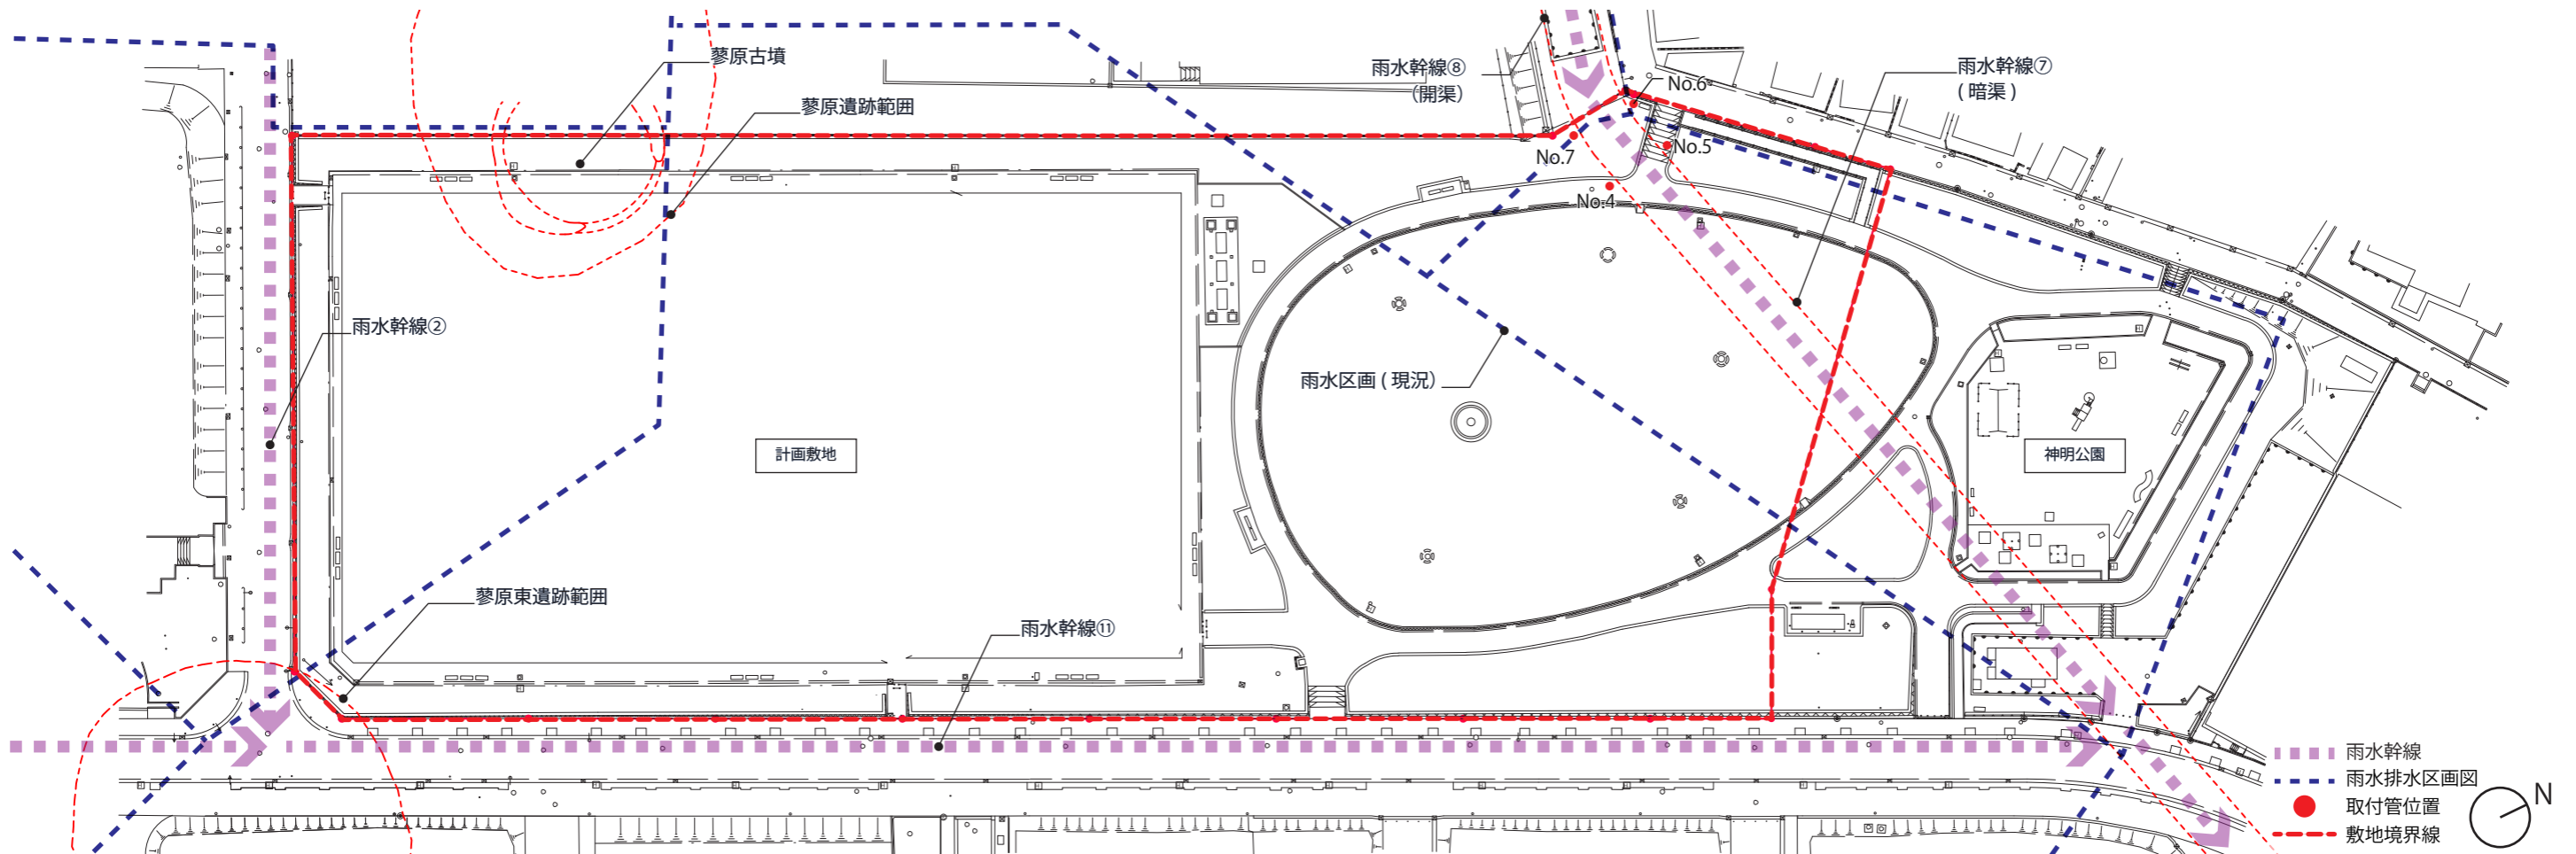 蓼原古墳
蓼原遺跡範囲
雨水幹線⑧
（開渠）
No.6
雨水幹線⑦
( 暗渠 )
No.7
No.5
No.4
雨水幹線②
雨水区画 ( 現況）
計画敷地
神明公園
蓼原東遺跡範囲
雨水幹線⑪
雨水幹線
雨水排水区画図
取付管位置
敷地境界線
N